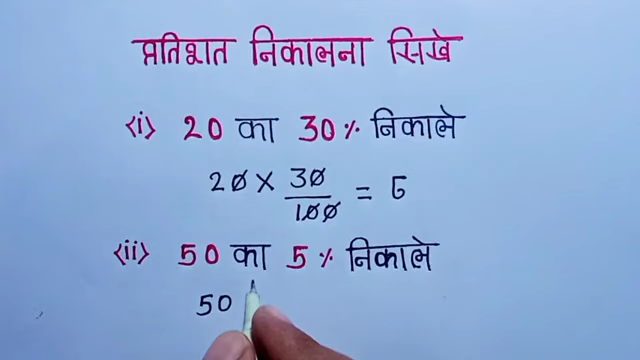 प्रतिशत निकालना सिखे
(i) 20 का 30% निकाले
20 × 30/100 = 6
(ii) 50 का 5% निकाले
50